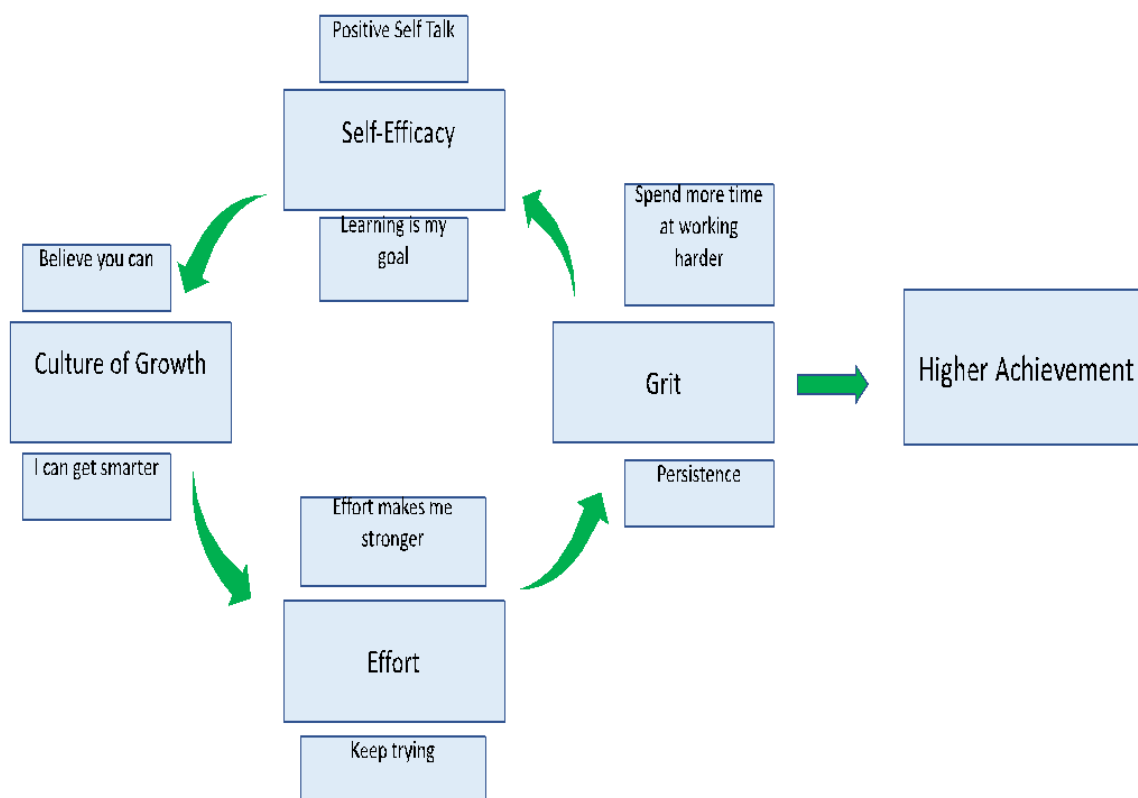 Positive Self Talk
Self-Efficacy
Learning is my
goal
Spend more time
at working
harder
Believe you can
Culture of Growth
I can get smarter
Grit
Higher Achievement
Persistence
Effort makes me
stronger
Effort
Keep trying